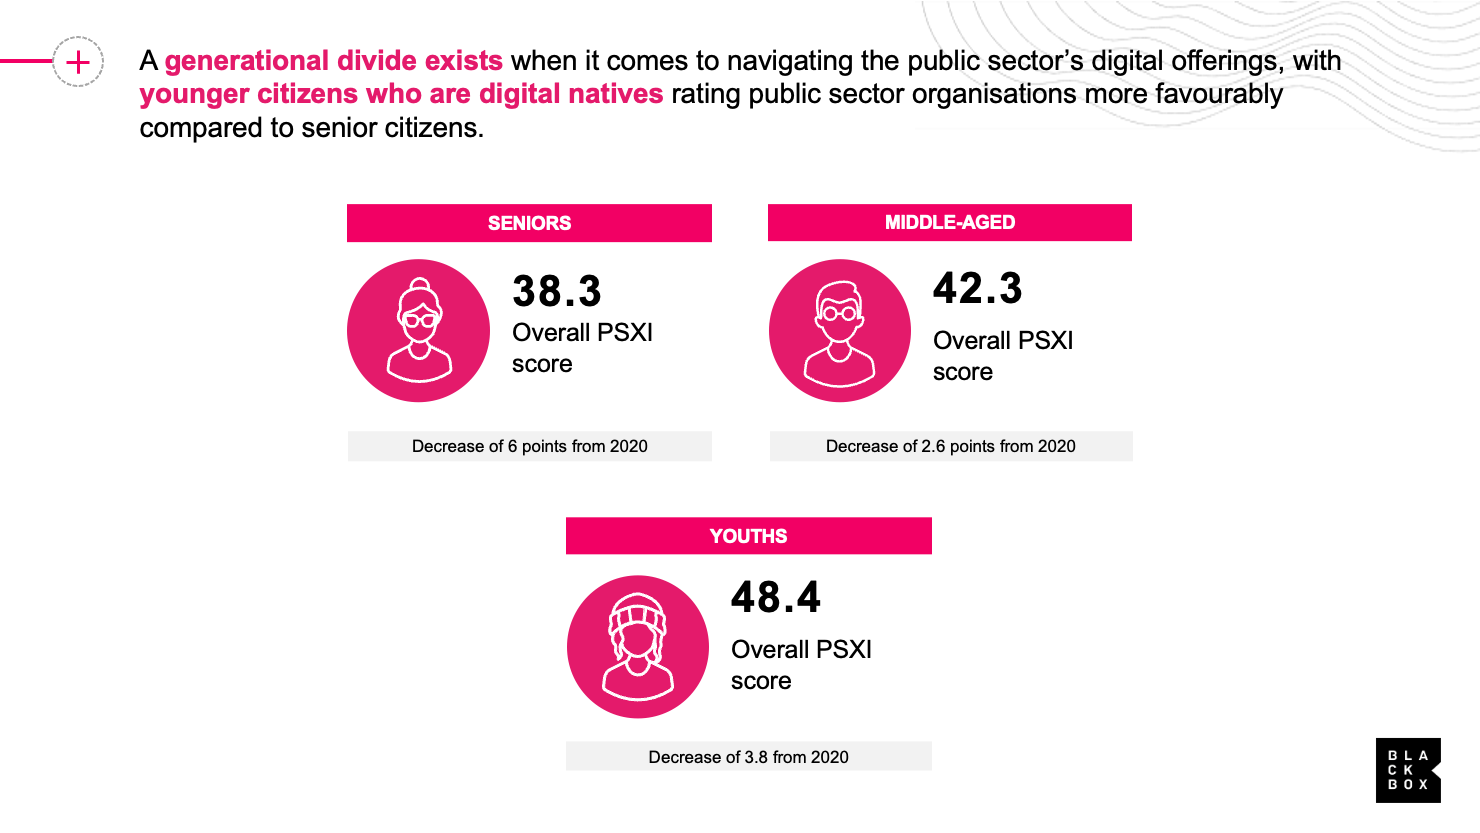 A generational divide exists when it comes to navigating the public sector’s digital offerings, with
younger citizens who are digital natives rating public sector organisations more favourably
compared to senior citizens.
SENIORS
38.3
Overall PSXI
score
Decrease of 6 points from 2020
MIDDLE-AGED
42.3
Overall PSXI
score
Decrease of 2.6 points from 2020
YOUTHS
48.4
Overall PSXI
score
Decrease of 3.8 from 2020
BLA
CK
BOX